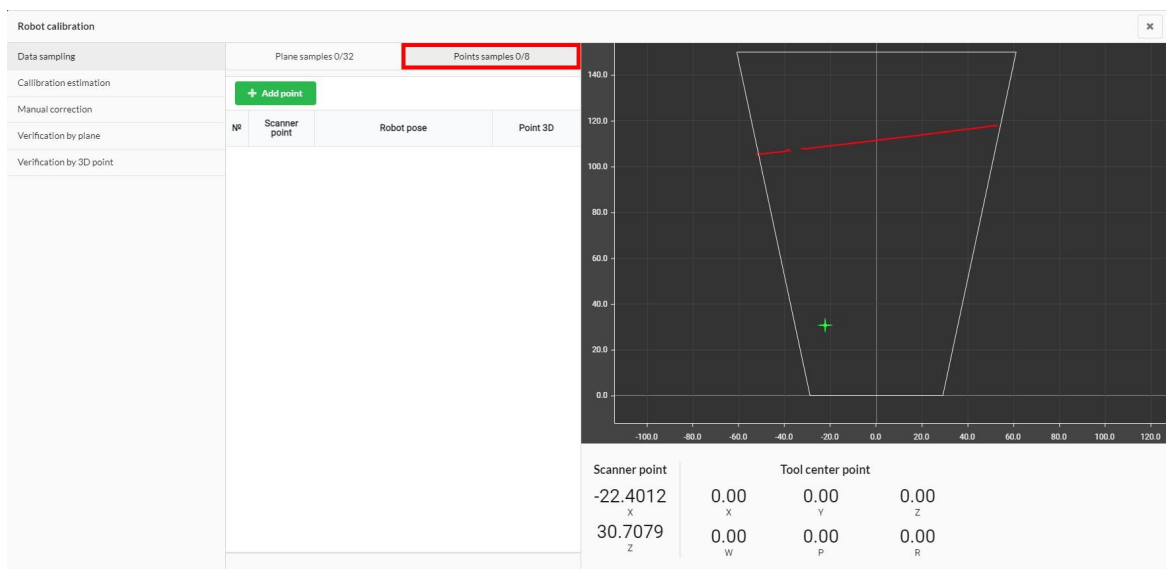 Robot calibration
Data sampling
Callibration estimation
Manual correction
Verification by plane
Verification by 3D point
Plane samples 0/32
Points samples 0/8
+ Add point
Nº
Scanner
point
Robot pose
Point 3D
140.0
120.0
100.0
80.0
60.0
40.0
20.0
0.0
-100.0 -80.0 -60.0 -40.0 -20.0 0.0 20.0 40.0 60.0 80.0 100.0 120.0
Scanner point
-22.4012
X
30.7079
Z
Tool center point
0.00 0.00 0.00
X Y Z
0.00 0.00 0.00
W P R